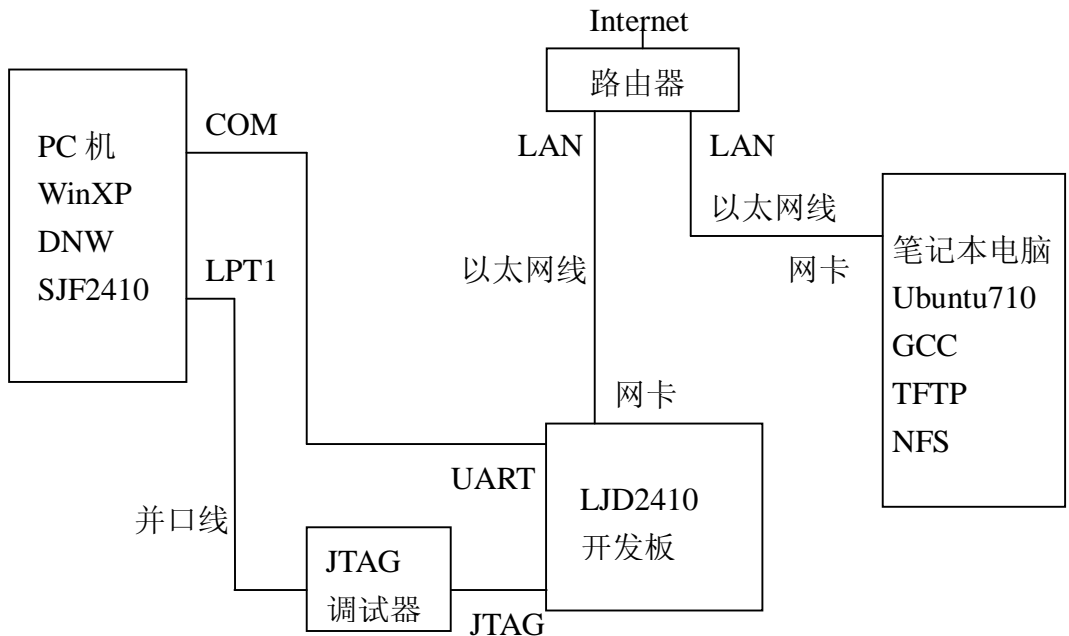 Internet
路由器
COM
LAN
LAN
PC 机
WinXP
DNW
SJF2410
以太网线
笔记本电脑
Ubuntu710
GCC
TFTP
NFS
LPT1
以太网线
网卡
网卡
UART
LJD2410
开发板
并口线
JTAG
调试器
JTAG